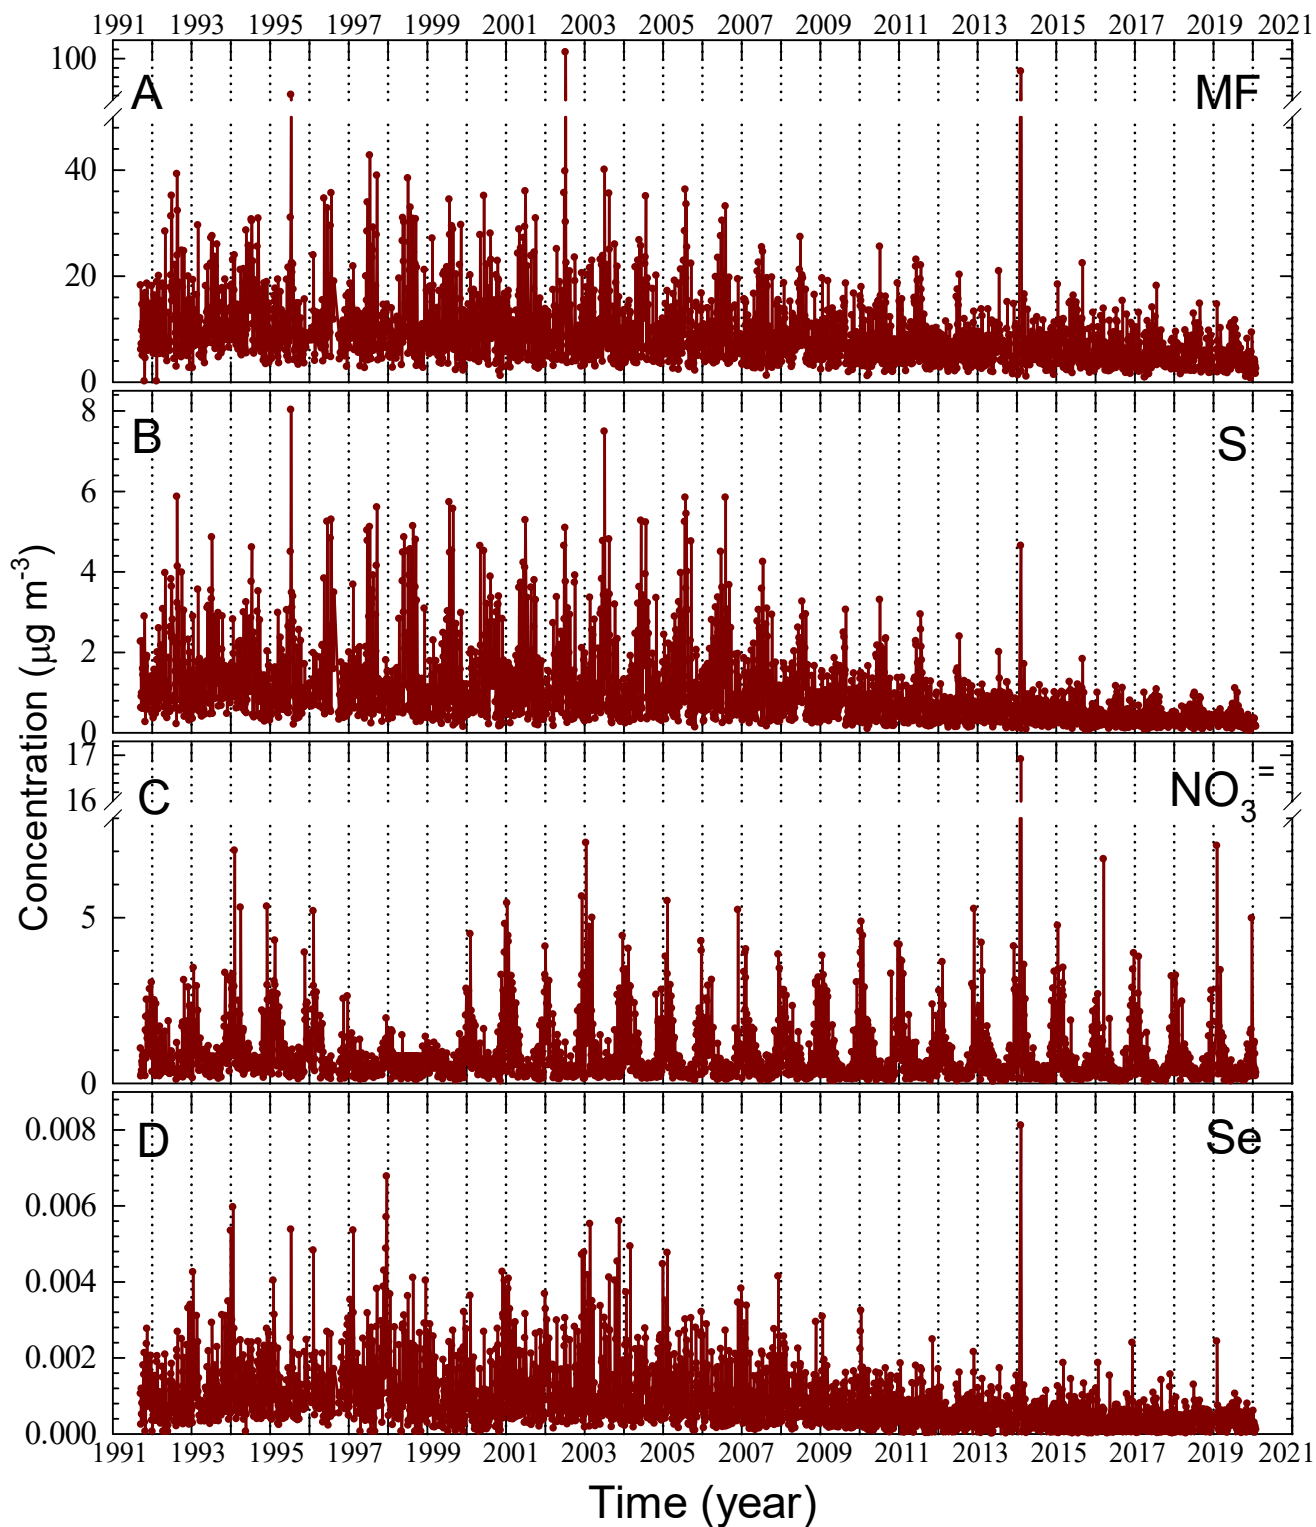 1991 1993 1995 1997 1999 2001 2003 2005 2007 2009 2011 2013 2015 2017 2019 2021
100
A
MF
40
20
0
8
B
S
6
4
2
0
Concentration (μg m-3)
17
16
C
NO3=
5
0
0.008
D
Se
0.006
0.004
0.002
0.000
1991 1993 1995 1997 1999 2001 2003 2005 2007 2009 2011 2013 2015 2017 2019 2021
Time (year)